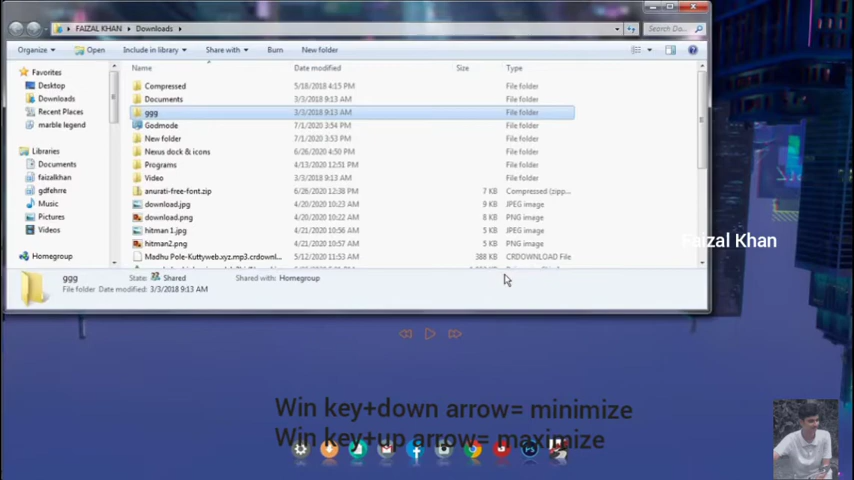 FAIZAL KHAN ▸ Downloads ▸
Search Do...
Organize Open Include in library Share with Burn New folder
Name Date modified Size Type
Favorites
Desktop
Downloads
Recent Places
marble legend
Libraries
Documents
faizalkhan
gdfehrre
Music
Pictures
Videos
Homegroup
Compressed 5/18/2018 4:15 PM File folder
Documents 3/3/2018 9:13 AM File folder
ggg 3/3/2018 9:13 AM File folder
Godmode 7/1/2020 3:54 PM File folder
New folder 7/1/2020 3:53 PM File folder
Nexus dock & icons 6/26/2020 4:50 PM File folder
Programs 4/13/2020 12:51 PM File folder
Video 3/3/2018 9:13 AM File folder
anurati-free-font.zip 6/26/2020 12:38 PM 7 KB Compressed (zipp...
download.jpg 4/20/2020 10:23 AM 9 KB JPEG image
download.png 4/20/2020 10:22 AM 8 KB PNG image
hitman 1.jpg 4/21/2020 10:56 AM 5 KB JPEG image
hitman2.png 4/21/2020 10:57 AM 5 KB PNG image
Madhu Pole-Kuttyweb.xyz.mp3.crdownl... 5/12/2020 11:53 AM 388 KB CRDOWNLOAD File
ggg State: Shared Shared with: Homegroup
File folder Date modified: 3/3/2018 9:13 AM
Faizal Khan
Win key+down arrow= minimize
Win key+up arrow= maximize